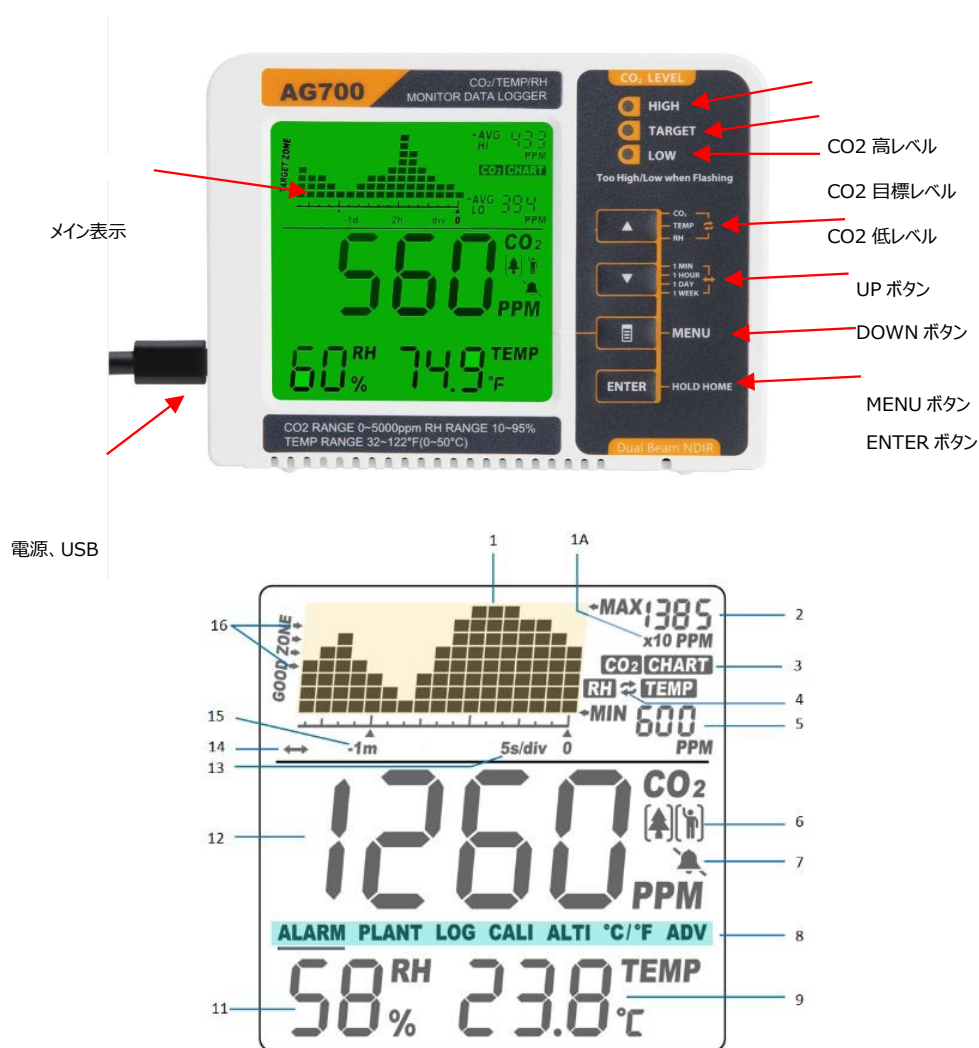 AG700
CO2/TEMP/RH
MONITOR DATA LOGGER
TARGET ZONE
-AVG
HI
433
PPM
CO2 CHART
-AVG
LO
394
PPM
-1d 2h div 0
560
CO2
PPM
60 RH %
74.9 TEMP °F
CO2 RANGE 0~5000ppm RH RANGE 10~95%
TEMP RANGE 32~122°F(0~50°C)
CO2 LEVEL
HIGH
TARGET
LOW
Too High/Low when Flashing
CO2
TEMP
RH
1 MIN
1 HOUR
1 DAY
1 WEEK
MENU
ENTER
HOLD HOME
Dual Beam NDIR
メイン表示
電源、USB
CO2 高レベル
CO2 目標レベル
CO2 低レベル
UP ボタン
DOWN ボタン
MENU ボタン
ENTER ボタン
1 1A
GOOD ZONE
16
←MAX 1385
x10 PPM
2
CO2 CHART
3
RH TEMP
4
←MIN 600
PPM
5
15
14
-1m 5s/div 0
13
12
1260
CO2
6
7
PPM
ALARM PLANT LOG CALI ALTI °C/°F ADV
8
11
58 RH %
23.8 TEMP °C
9